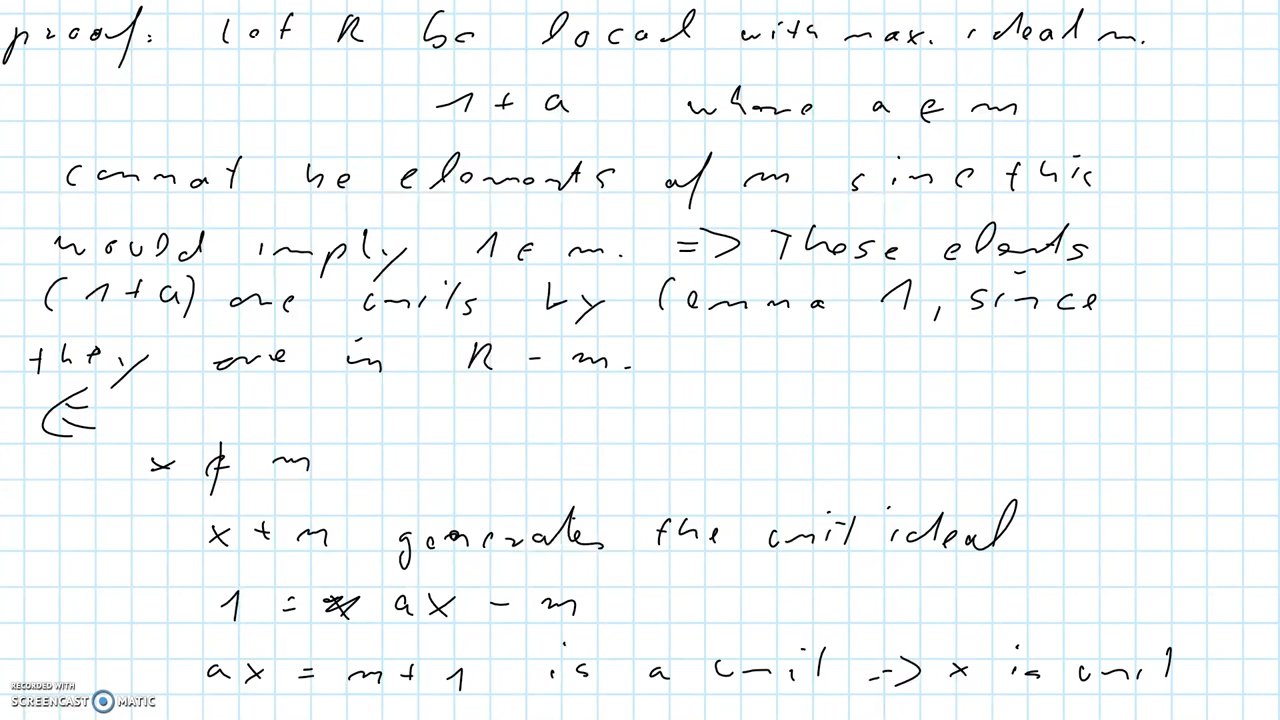 proof: Let R be local with max. ideal m.
1 + a where a ∈ m
cannot be elements of m since this
would imply 1 ∈ m. => Those elents
(1 + a) are units by Lemma 1, since
they are in R - m.
⇐
x ∉ m
x + m generates the unit ideal
1 = ax - m
ax = m + 1 is a unit -> x is unit
RECORDED WITH
SCREENCAST MATIC